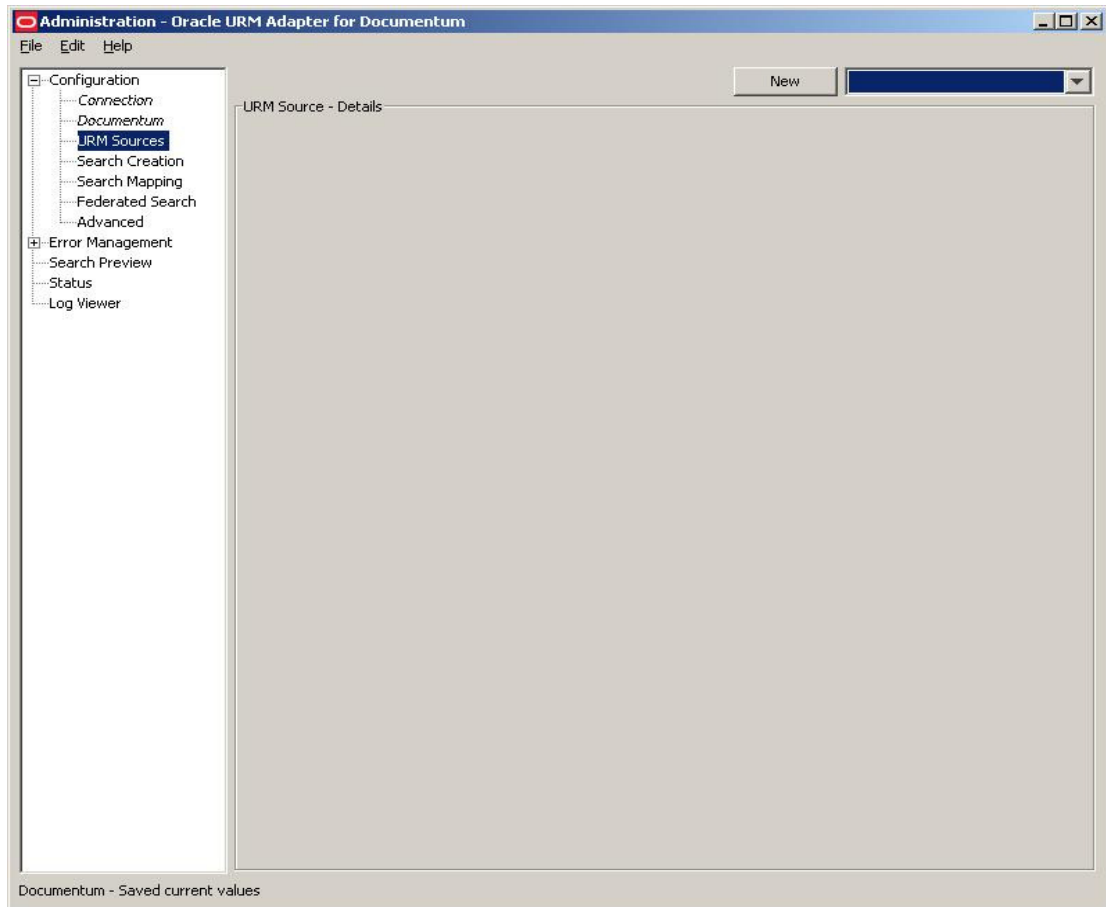 Administration - Oracle URM Adapter for Documentum
File Edit Help
Configuration
Connection
Documentum
URM Sources
Search Creation
Search Mapping
Federated Search
Advanced
Error Management
Search Preview
Status
Log Viewer
New
URM Source - Details
Documentum - Saved current values